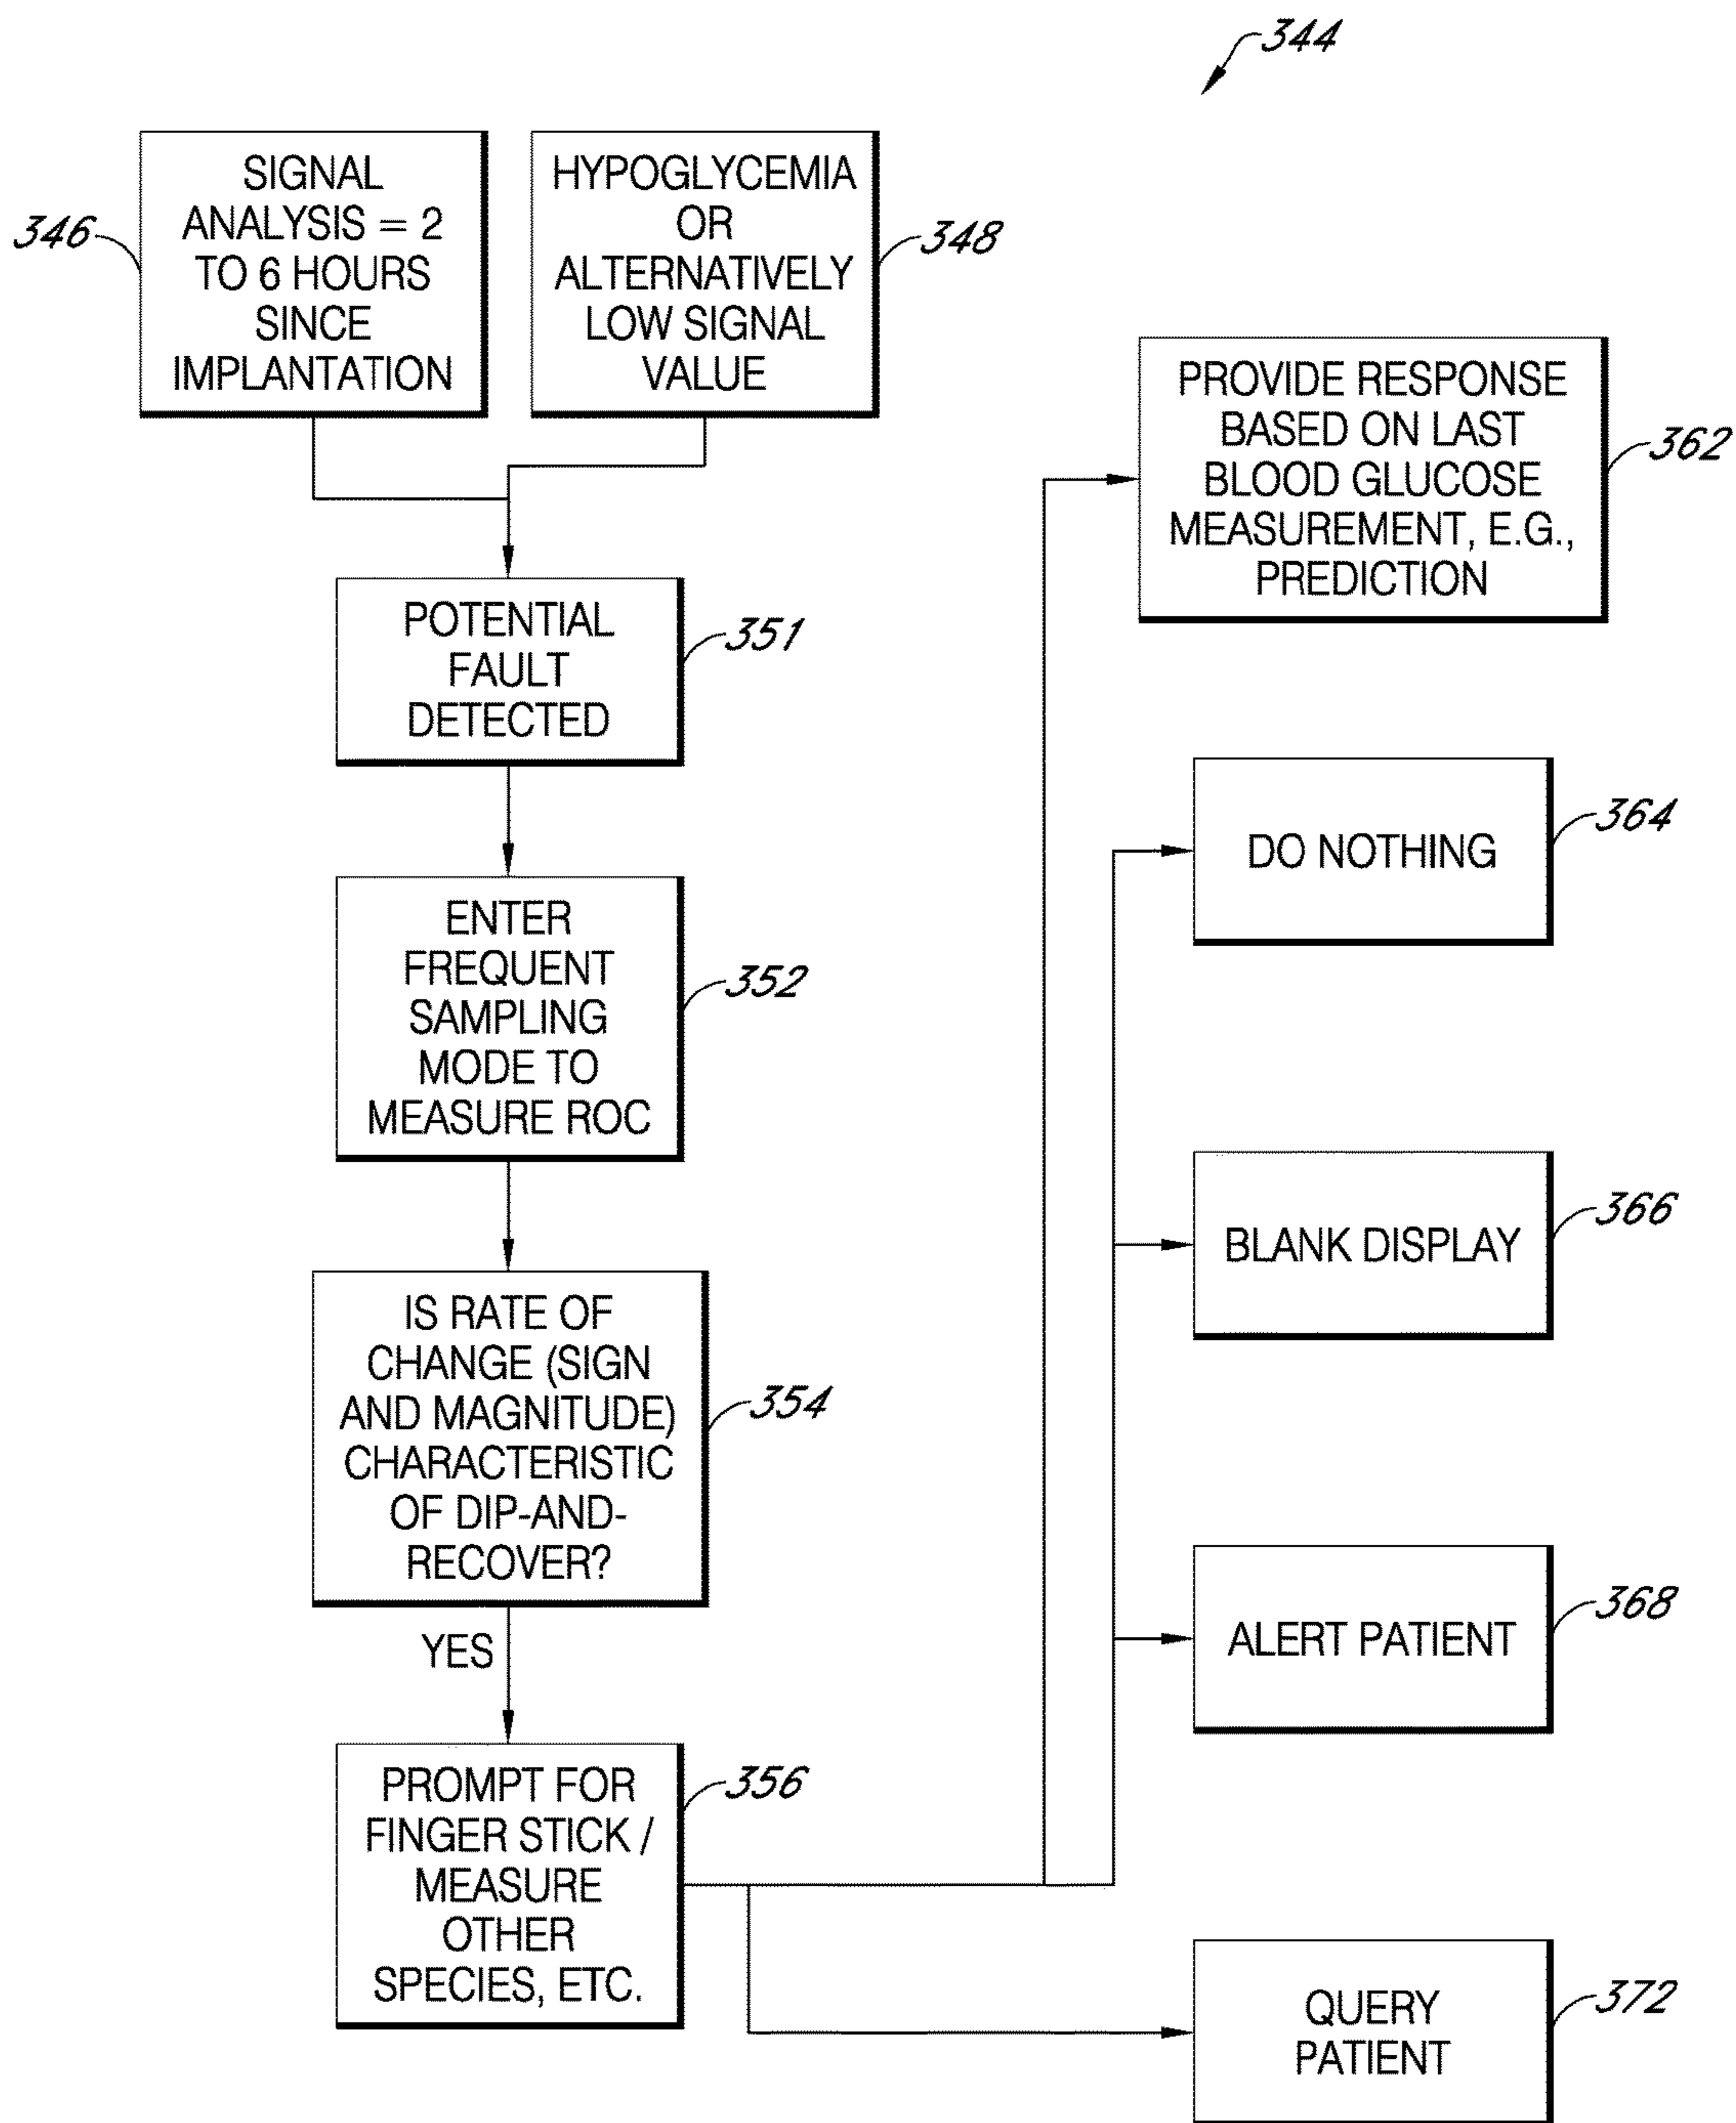 344
SIGNAL
ANALYSIS = 2
TO 6 HOURS
SINCE
IMPLANTATION
346
HYPOGLYCEMIA
OR
ALTERNATIVELY
LOW SIGNAL
VALUE
348
POTENTIAL
FAULT
DETECTED
351
ENTER
FREQUENT
SAMPLING
MODE TO
MEASURE ROC
352
IS RATE OF
CHANGE (SIGN
AND MAGNITUDE)
CHARACTERISTIC
OF DIP-AND-
RECOVER?
354
YES
PROMPT FOR
FINGER STICK /
MEASURE
OTHER
SPECIES, ETC.
356
PROVIDE RESPONSE
BASED ON LAST
BLOOD GLUCOSE
MEASUREMENT, E.G.,
PREDICTION
362
DO NOTHING
364
BLANK DISPLAY
366
ALERT PATIENT
368
QUERY
PATIENT
372